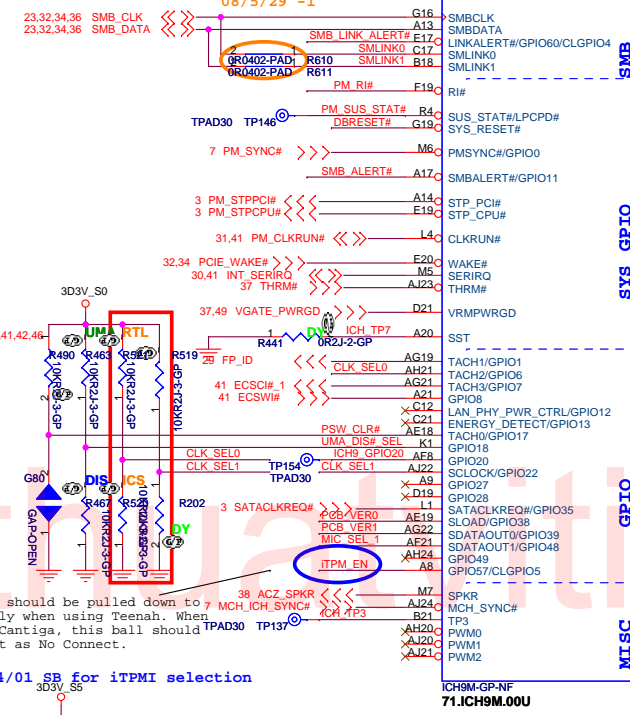 08/5/29 -1
23,32,34,36 SMB_CLK
23,32,34,36 SMB_DATA
G16 SMBCLK
A13 SMBDATA
SMB_LINK_ALERT# E17 LINKALERT#/GPIO60/CLGPIO4
2 1 0R0402-PAD R610 SMLINK0 C17 SMLINK0
0R0402-PAD R611 SMLINK1 B18 SMLINK1
SMB
PM_RI# F19 RI#
TPAD30 TP146 PM_SUS_STAT# R4 SUS_STAT#/LPCPD#
DBRESET# G19 SYS_RESET#
7 PM_SYNC# M6 PMSYNC#/GPIO0
SMB_ALERT# A17 SMBALERT#/GPIO11
3 PM_STPPCI# A14 STP_PCI#
3 PM_STPCPU# E19 STP_CPU#
SYS GPIO
31,41 PM_CLKRUN# L4 CLKRUN#
32,34 PCIE_WAKE# E20 WAKE#
30,41 INT_SERIRQ M5 SERIRQ
37 THRM# AJ23 THRM#
3D3V_S0
37,49 VGATE_PWRGD D21 VRMPWRGD
41,42,46
UMA RTL
R441 1 DY 0R2J-2-GP ICH_TP7 A20 SST
R490 R463 R519
10KR2J-3-GP
29 FP_ID AG19 TACH1/GPIO1
CLK_SEL0 AH21 TACH2/GPIO6
41 ECSCI#_1 AG21 TACH3/GPIO7
41 ECSWI# A21 GPIO8
C12 LAN_PHY_PWR_CTRL/GPIO12
C21 ENERGY_DETECT/GPIO13
PSW_CLR# AE18 TACH0/GPIO17
UMA_DIS#_SEL K1 GPIO18
CLK_SEL0 ICH9_GPIO20 AF8 GPIO20
CLK_SEL1 TP154 CLK_SEL1 AJ22 SCLOCK/GPIO22
TPAD30
A9 GPIO27
D19 GPIO28
G80 DIS ICS
GAP-OPEN
R467 R202
DY
3 SATACLKREQ# L1 SATACLKREQ#/GPIO35
PCB_VER0 AE19 SLOAD/GPIO38
PCB_VER1 AG22 SDATAOUT0/GPIO39
MIC_SEL_1 AF21 SDATAOUT1/GPIO48
AH24 GPIO49
iTPM_EN A8 GPIO57/CLGPIO5
GPIO
38 ACZ_SPKR M7 SPKR
7 MCH_ICH_SYNC# AJ24 MCH_SYNC#
TPAD30 TP137 ICH_TP3 B21 TP3
AH20 PWM0
AJ20 PWM1
AJ21 PWM2
MISC
should be pulled down to
ly when using Teenah. When
Cantiga, this ball should
t as No Connect.
4/01 SB for iTPMI selection
3D3V_S5
ICH9M-GP-NF
71.ICH9M.00U